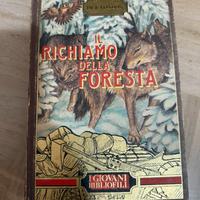 IL
RICHIAMO
DELLA
FORESTA
I GIOVANI
BIBLIOFILI